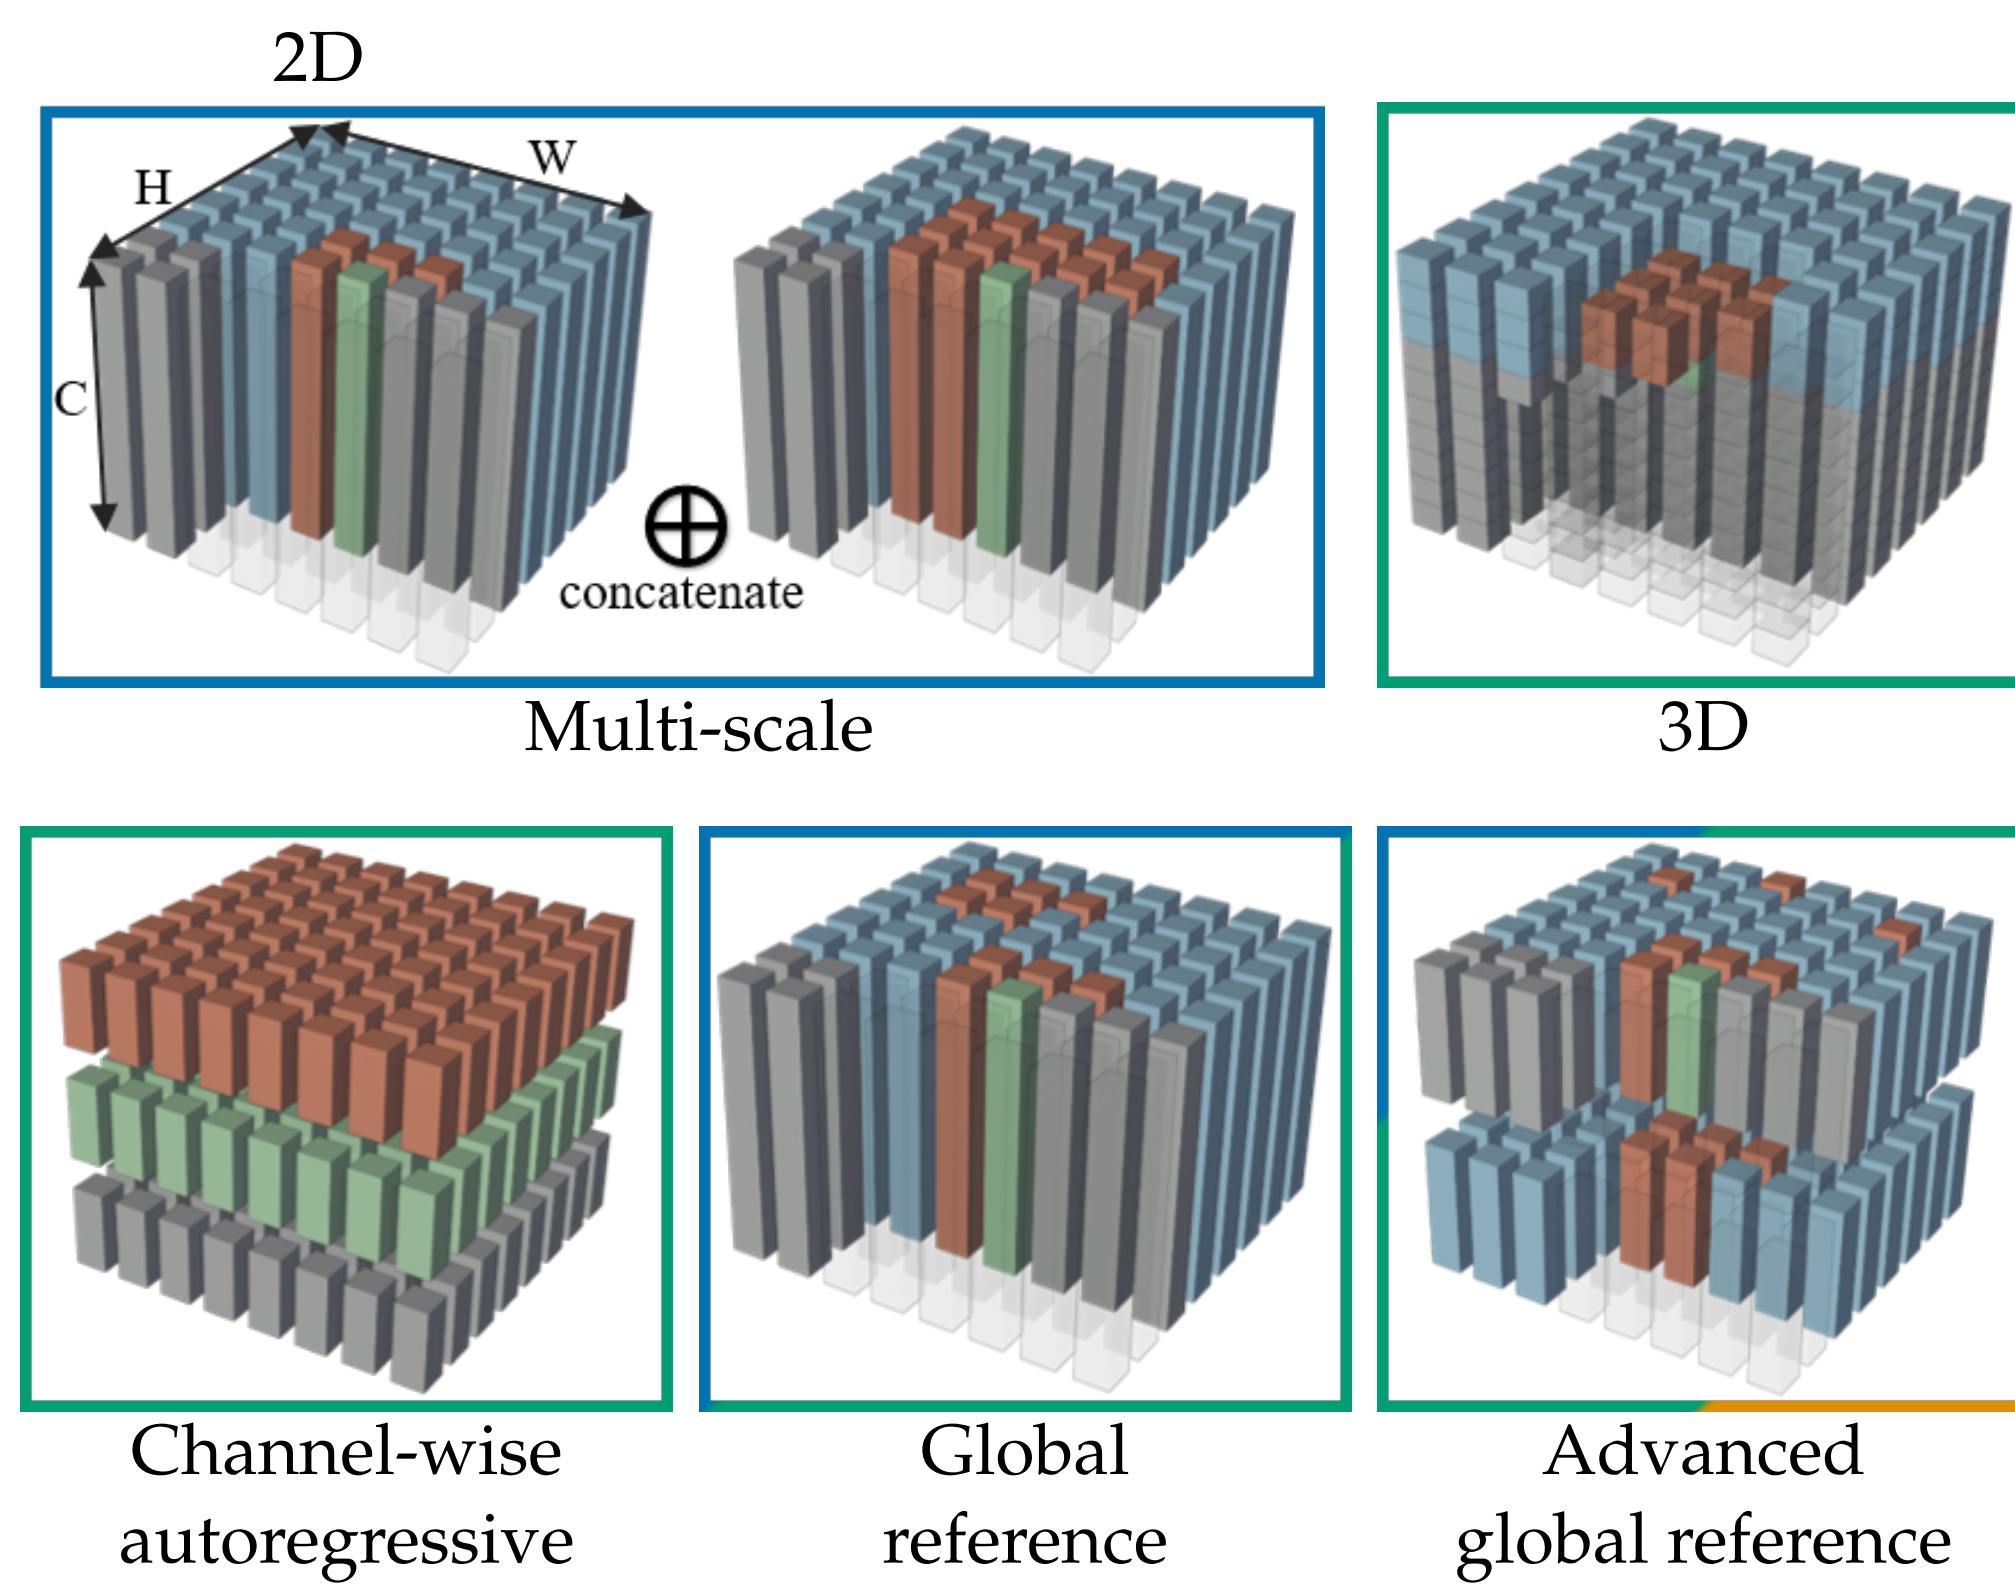 2D
H
W
C
concatenate
Multi-scale
3D
Channel-wise
autoregressive
Global
reference
Advanced
global reference